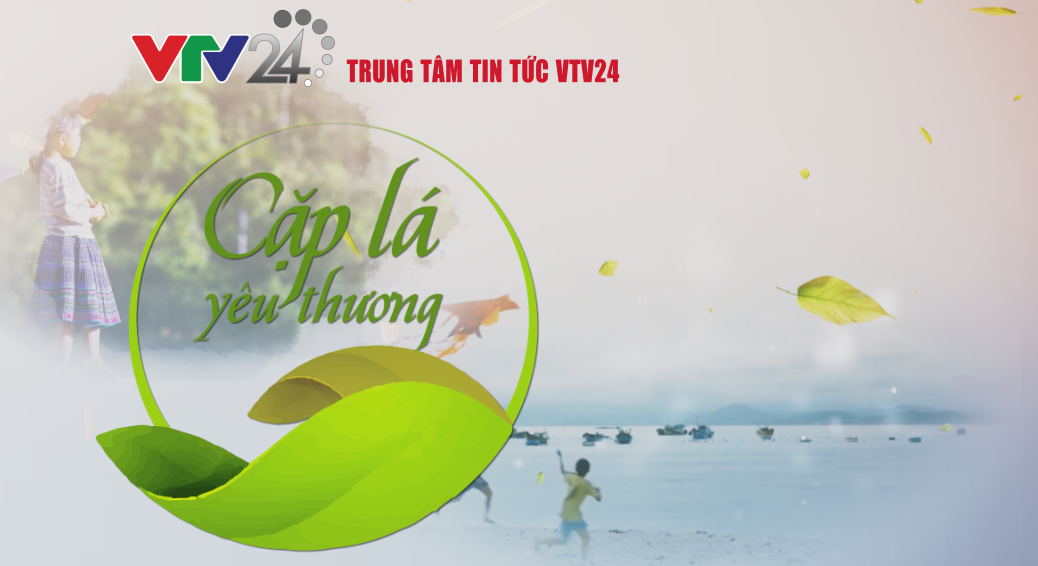 VTV24 TRUNG TÂM TIN TỨC VTV24
Cặp lá
yêu thương